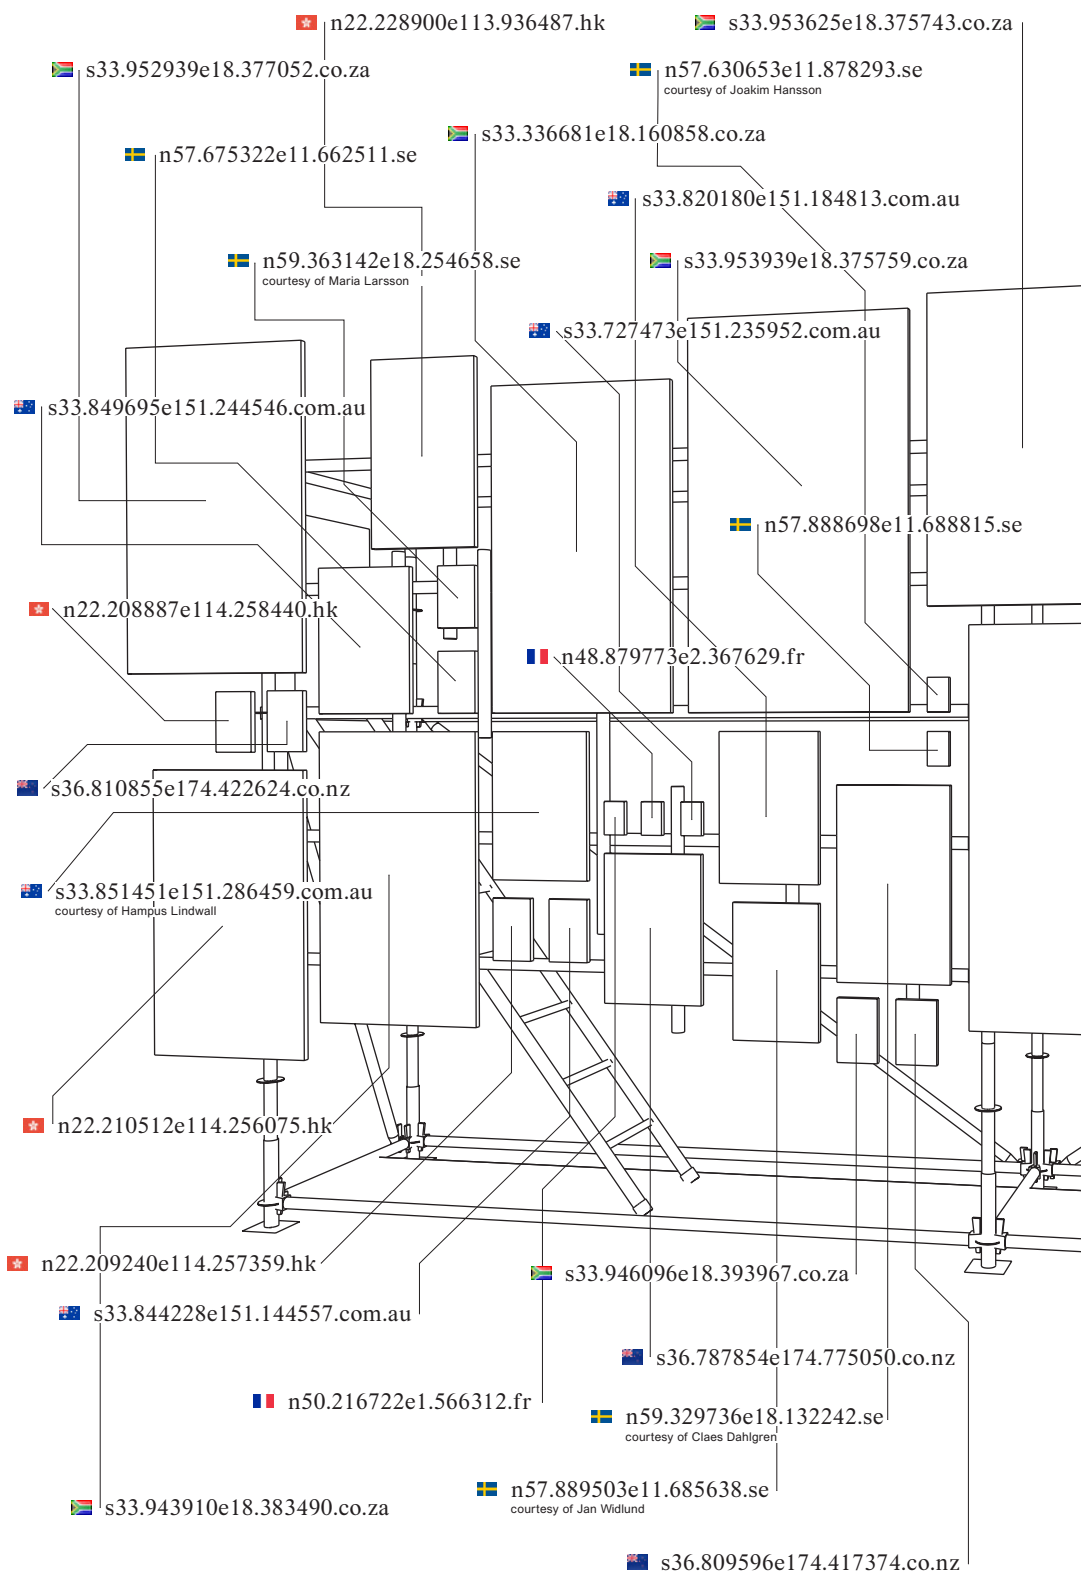 n22.228900e113.936487.hk
s33.953625e18.375743.co.za
s33.952939e18.377052.co.za
n57.630653e11.878293.se
courtesy of Joakim Hansson
s33.336681e18.160858.co.za
n57.675322e11.662511.se
s33.820180e151.184813.com.au
n59.363142e18.254658.se
courtesy of Maria Larsson
s33.953939e18.375759.co.za
s33.727473e151.235952.com.au
s33.849695e151.244546.com.au
n57.888698e11.688815.se
n22.208887e114.258440.hk
n48.879773e2.367629.fr
s36.810855e174.422624.co.nz
s33.851451e151.286459.com.au
courtesy of Hampus Lindwall
n22.210512e114.256075.hk
n22.209240e114.257359.hk
s33.946096e18.393967.co.za
s33.844228e151.144557.com.au
s36.787854e174.775050.co.nz
n50.216722e1.566312.fr
n59.329736e18.132242.se
courtesy of Claes Dahlgren
n57.889503e11.685638.se
courtesy of Jan Widlund
s33.943910e18.383490.co.za
s36.809596e174.417374.co.nz